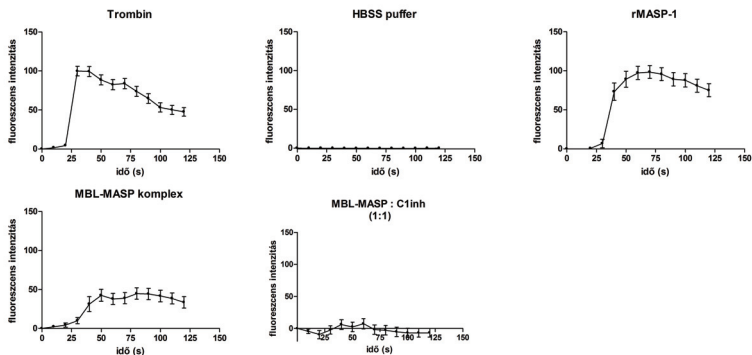 Trombin
fluoreszcens intenzitás
150
100
50
0
0 25 50 75 100 125 150
idő (s)
HBSS puffer
fluoreszcens intenzitás
150
100
50
0
0 25 50 75 100 125 150
idő (s)
rMASP-1
fluoreszcens intenzitás
150
100
50
0
0 25 50 75 100 125 150
idő (s)
MBL-MASP komplex
fluoreszcens intenzitás
150
100
50
0
0 25 50 75 100 125 150
idő (s)
MBL-MASP : C1inh
(1:1)
fluoreszcens intenzitás
150
100
50
0
25 50 75 100 125 150
idő (s)